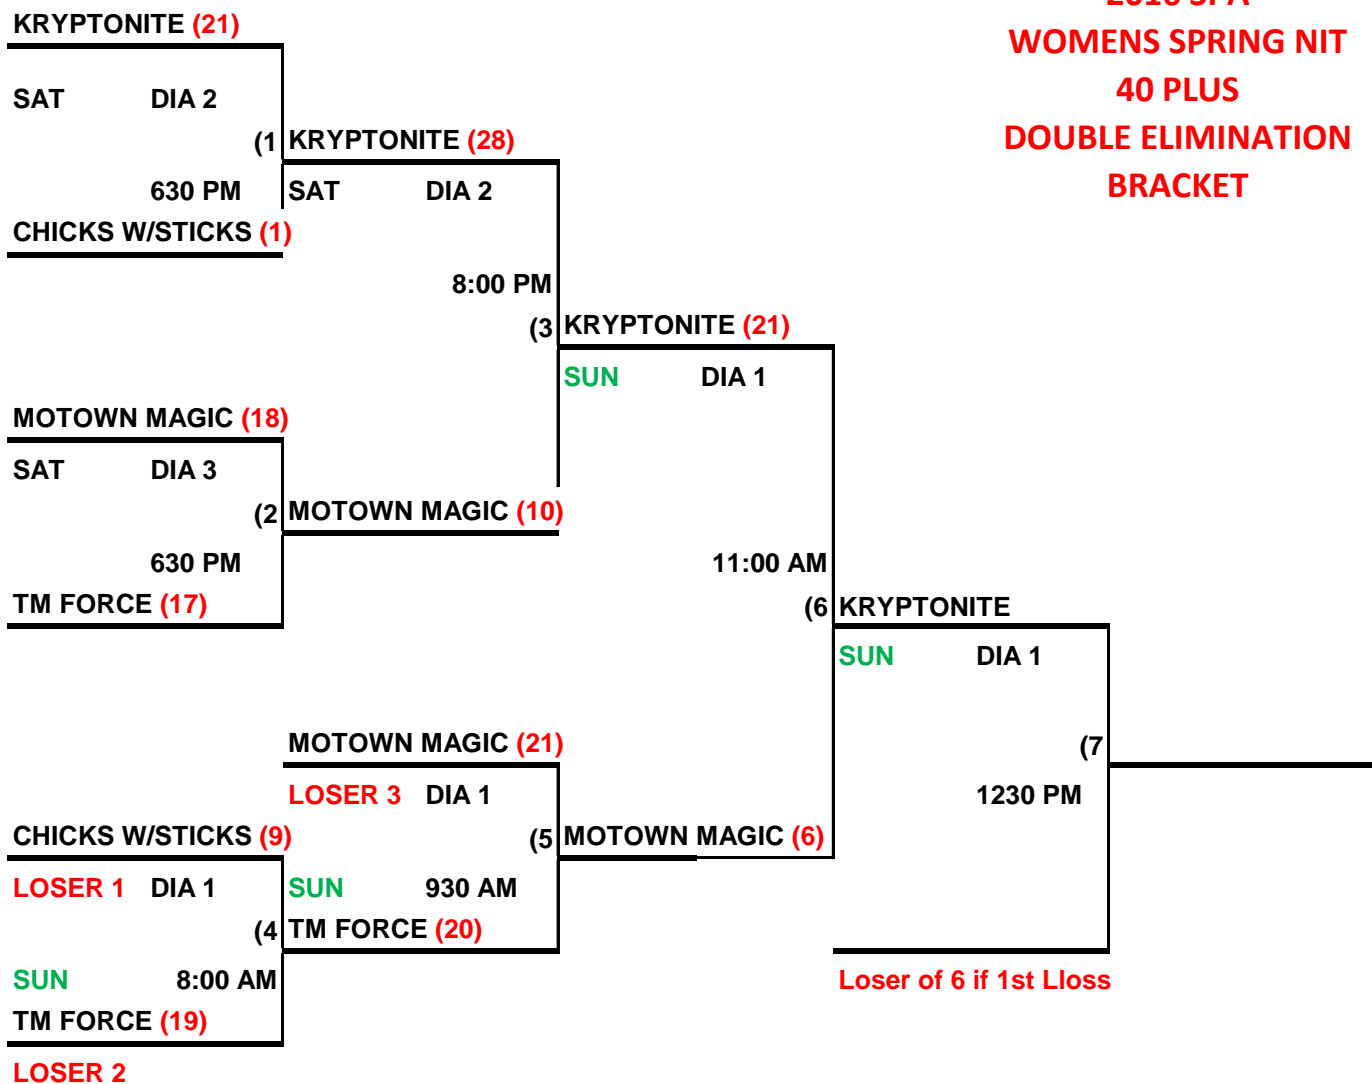 2016 SPA
WOMENS SPRING NIT
40 PLUS
DOUBLE ELIMINATION
BRACKET
KRYPTONITE (21)
SAT DIA 2
(1 KRYPTONITE (28)
630 PM SAT DIA 2
CHICKS W/STICKS (1)
8:00 PM
(3 KRYPTONITE (21)
SUN DIA 1
MOTOWN MAGIC (18)
SAT DIA 3
(2 MOTOWN MAGIC (10)
630 PM
11:00 AM
TM FORCE (17)
(6 KRYPTONITE
SUN DIA 1
MOTOWN MAGIC (21)
(7
LOSER 3 DIA 1
1230 PM
CHICKS W/STICKS (9)
(5 MOTOWN MAGIC (6)
LOSER 1 DIA 1 SUN 930 AM
(4 TM FORCE (20)
SUN 8:00 AM
Loser of 6 if 1st Lloss
TM FORCE (19)
LOSER 2